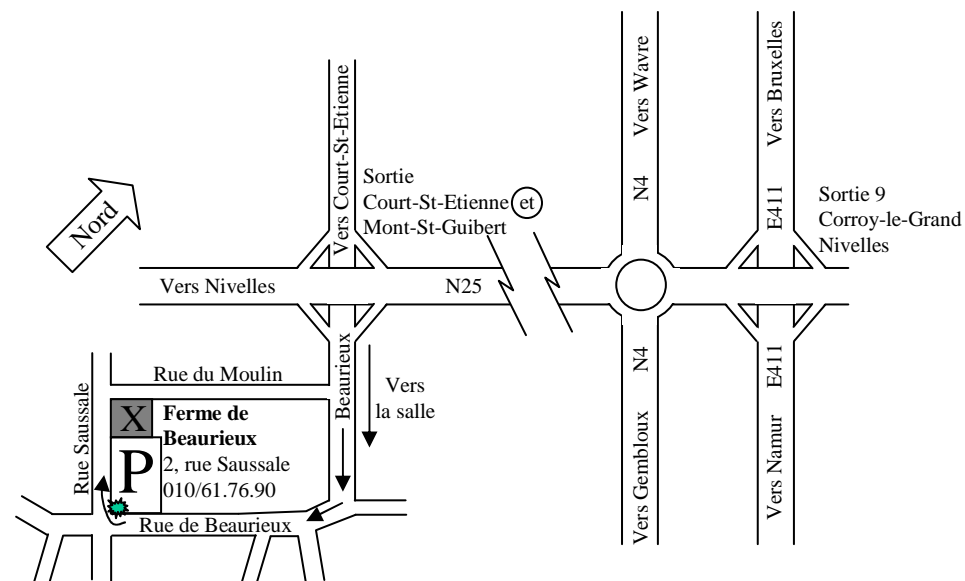 Vers Court-St-Etienne
Vers Wavre
N4
Vers Bruxelles
E411
Nord
Sortie
Court-St-Etienne et
Mont-St-Guibert
Sortie 9
Corroy-le-Grand
Nivelles
Vers Nivelles
N25
Rue Saussale
Rue du Moulin
Beaurieux
Vers
la salle
N4
Vers Gembloux
E411
Vers Namur
X
Ferme de
Beaurieux
P
2, rue Saussale
010/61.76.90
Rue de Beaurieux